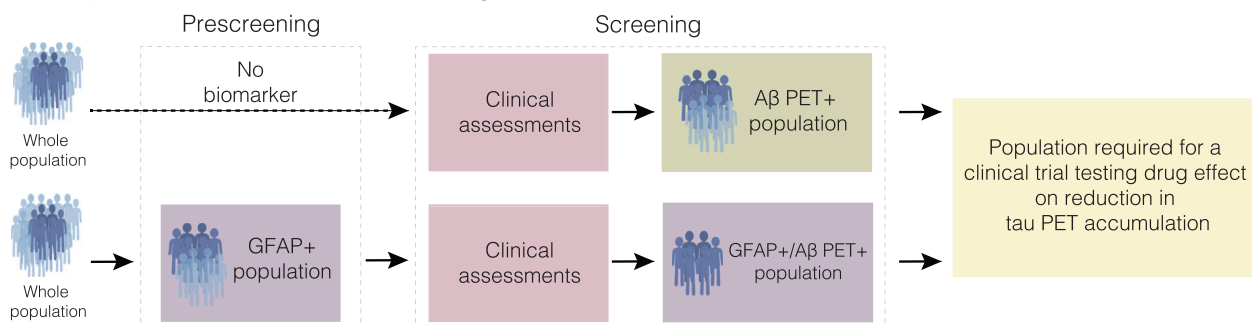 Prescreening
Screening
No
biomarker
Whole
population
Clinical
assessments
Aβ PET+
population
Population required for a
clinical trial testing drug effect
on reduction in
tau PET accumulation
Whole
population
GFAP+
population
Clinical
assessments
GFAP+/Aβ PET+
population